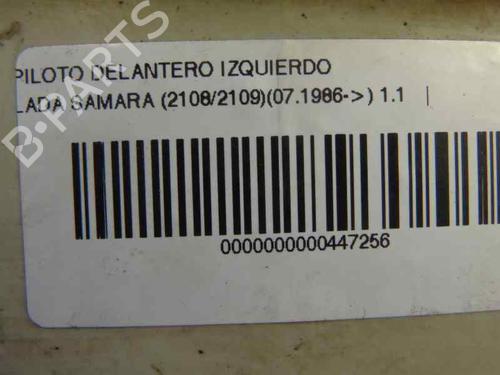 PILOTO DELANTERO IZQUIERDO
LADA SAMARA (2108/2109)(07.1986->) 1.1
0000000000447256
B-PARTS